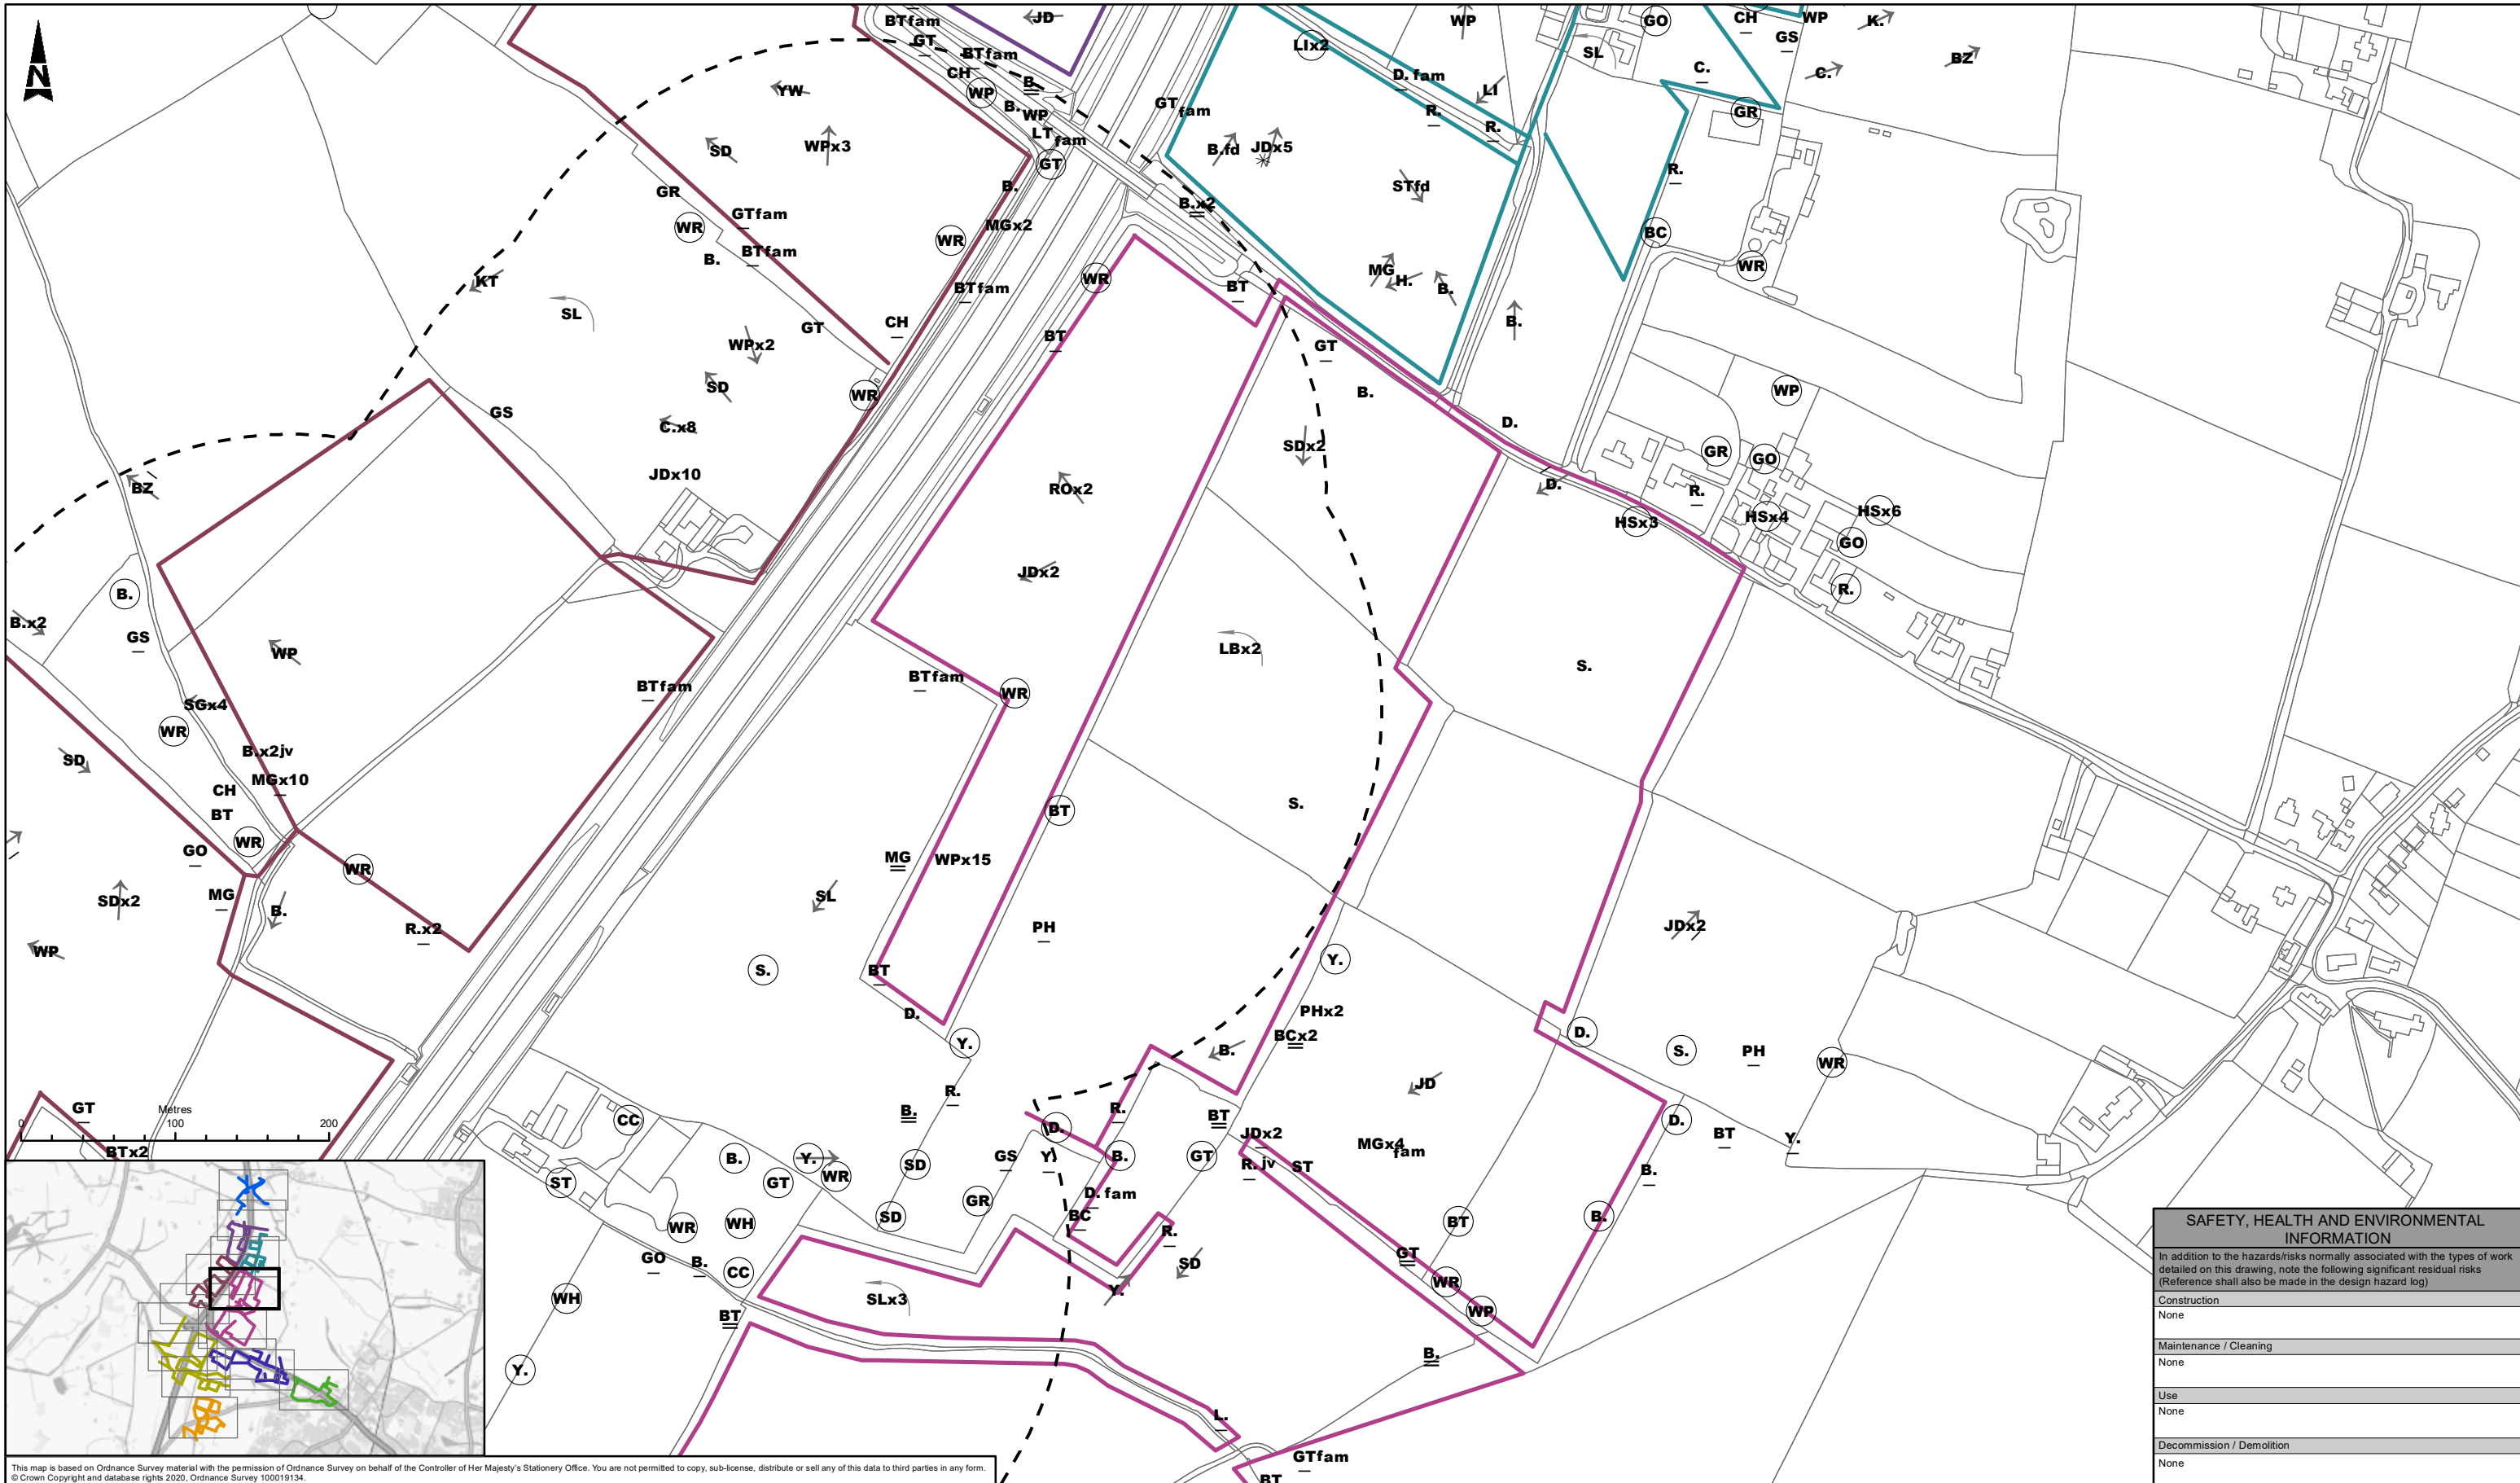 N
BTfam
JD
WP
GO
CH
WP
K.
GT
BTfam
LIx2
SL
GS
BZ
CH
B.
WP
D. fam
C.
C.
YW
B.
WP
GT fam
R.
LI
GR
SD
WPx3
LT fam
GT
B.fd
JDx5
R.
R.
GR
B.
STfd
WR
GTfam
MGx2
B.x2
BC
WR
B.
BTfam
WR
WR
MG
H.
B.
WR
KT
BTfam
BT
SL
GT
CH
BT
B.
WPx2
GT
SD
WR
B.
WP
GS
C.x8
D.
SDx2
GR
GO
JDx10
BZ
ROx2
D.
R.
HSx3
HSx4
HSx6
GO
JDx2
B.
R.
B.x2
GS
WP
LBx2
S.
BTfam
BTfam
WR
SGx4
WR
SD
B.x2jv
MGx10
CH
BT
WR
GO
BT
S.
WR
MG
WPx15
MG
SDx2
B.
SL
R.x2
PH
JDx2
WP
S.
BT
Y.
D.
PHx2
Y.
BCx2
B.
D.
S.
PH
WR
JD
R.
GT
B.
CC
R.
BT
D.
D.
BT
Y.
JDx2
MGx4 fam
BTx2
B.
Y.
WR
SD
GS
Y.
B.
GT
R. jv
ST
B.
ST
GT
GR
D. fam
WR
WH
SD
BC
R.
BT
B.
GO
B.
CC
SD
GT
WR
WH
SLx3
Y.
WP
BT
B.
Y.
L.
GTfam
BT
Metres
0 100 200
SAFETY, HEALTH AND ENVIRONMENTAL
INFORMATION
In addition to the hazards/risks normally associated with the types of work
detailed on this drawing, note the following significant residual risks
(Reference shall also be made in the design hazard log)
Construction
None
Maintenance / Cleaning
None
Use
None
Decommission / Demolition
None
This map is based on Ordnance Survey material with the permission of Ordnance Survey on behalf of the Controller of Her Majesty's Stationery Office. You are not permitted to copy, sub-license, distribute or sell any of this data to third parties in any form.
© Crown Copyright and database rights 2020, Ordnance Survey 100019134.